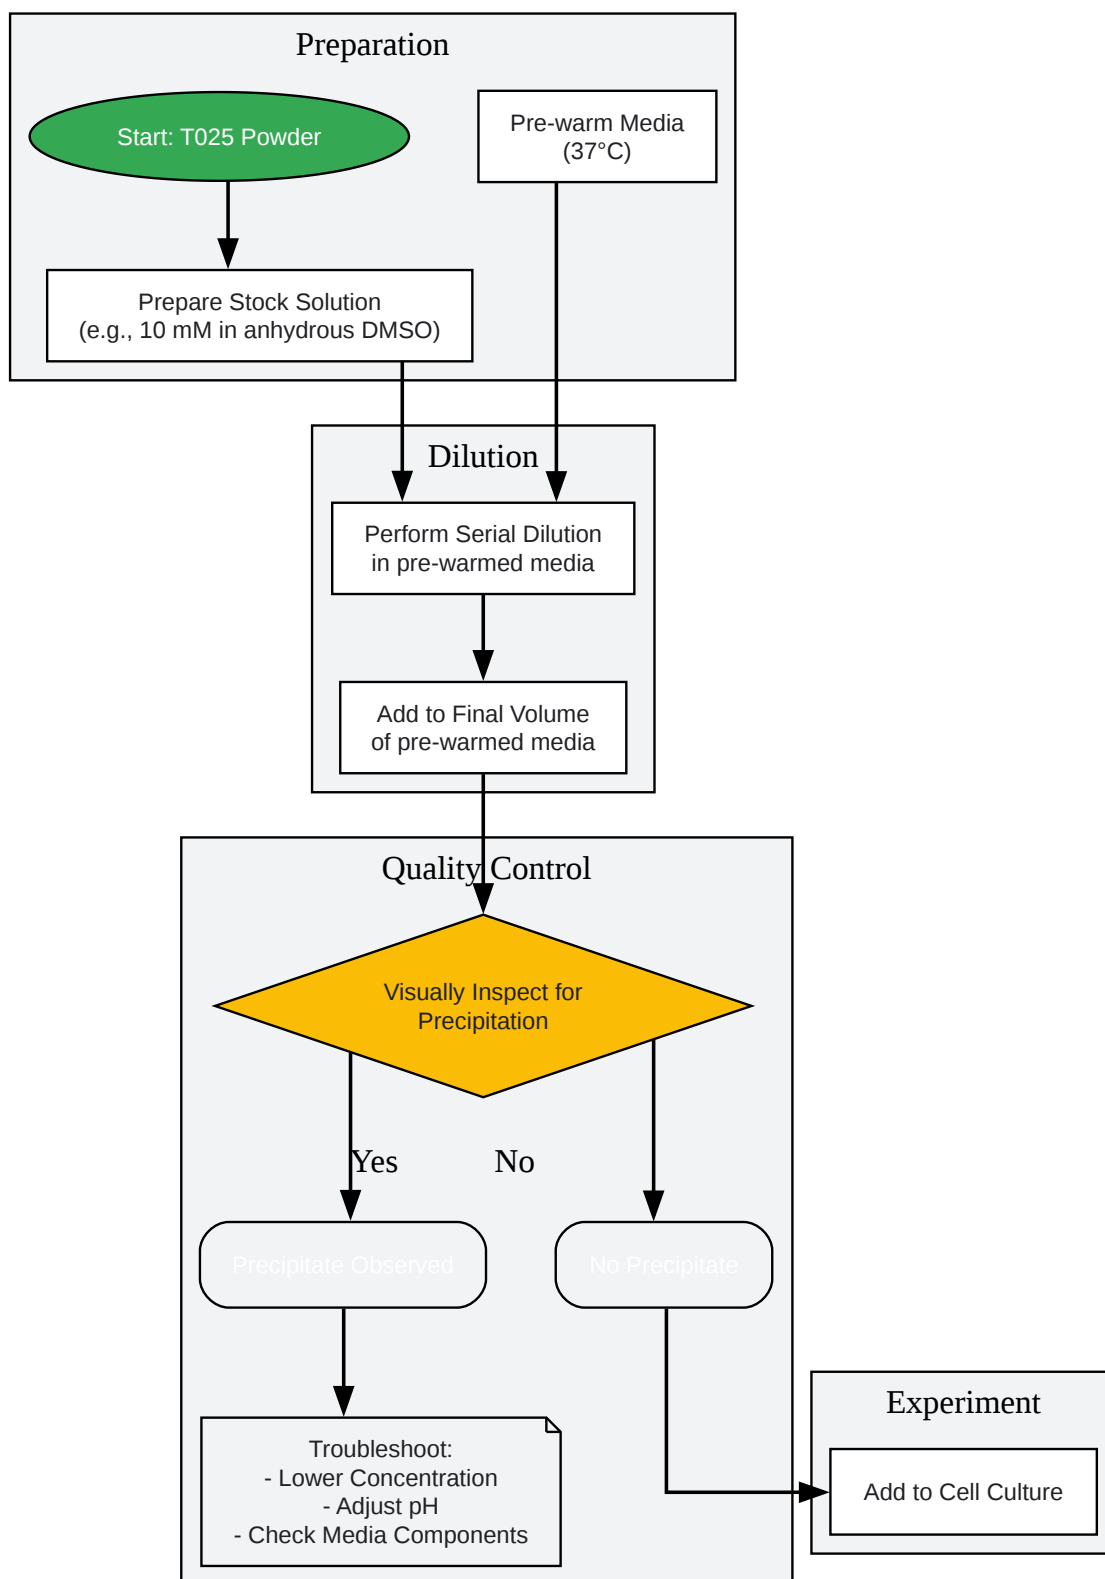 Preparation
Start: T025 Powder
Pre-warm Media
(37°C)
Prepare Stock Solution
(e.g., 10 mM in anhydrous DMSO)
Dilution
Perform Serial Dilution
in pre-warmed media
Add to Final Volume
of pre-warmed media
Quality Control
Visually Inspect for
Precipitation
Yes
No
Precipitate Observed
No Precipitate
Troubleshoot:
- Lower Concentration
- Adjust pH
- Check Media Components
Experiment
Add to Cell Culture